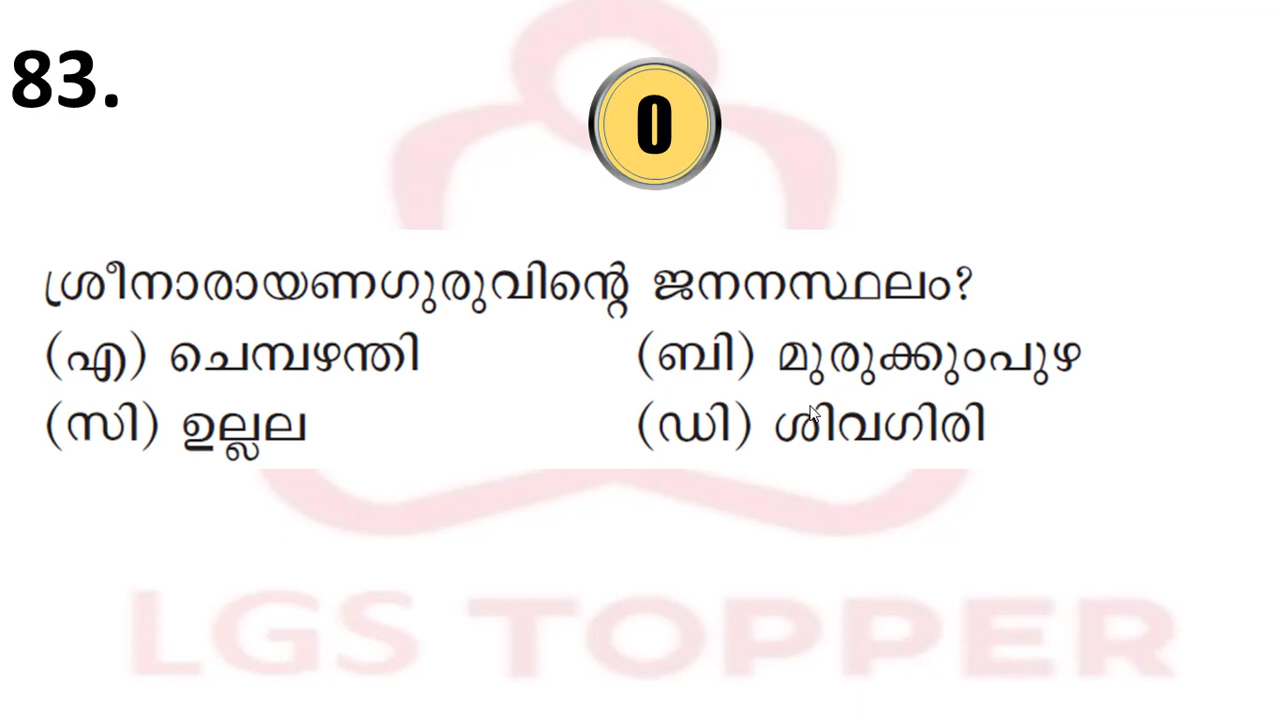 83.
0
ശ്രീനാരായണഗുരുവിന്റെ ജനനസ്ഥലം?
(എ) ചെമ്പഴന്തി (ബി) മുരുക്കുംപുഴ
(സി) ഉല്ലല (ഡി) ശിവഗിരി
LGS TOPPER